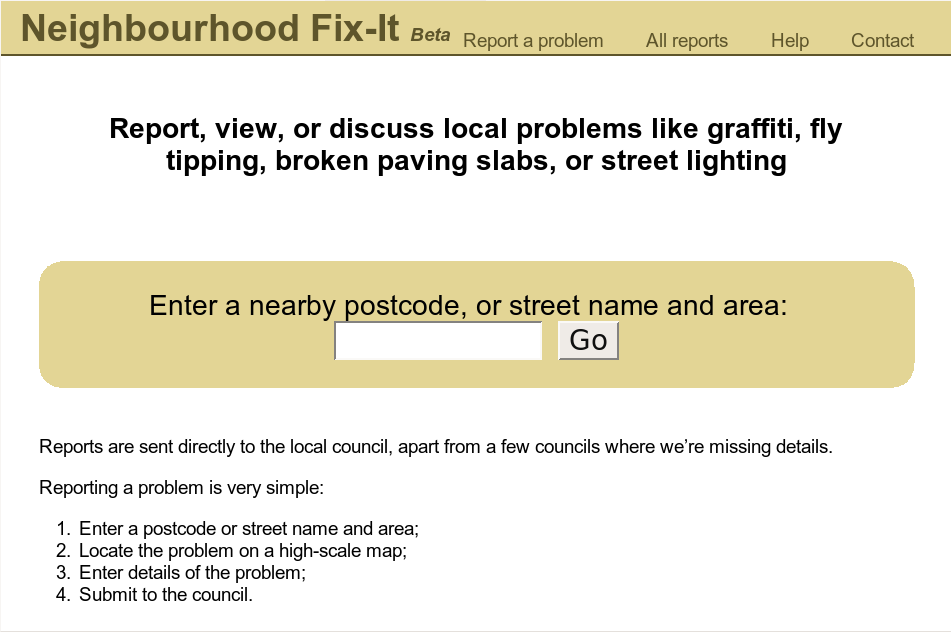 Neighbourhood Fix-It Beta Report a problem All reports Help Contact
Report, view, or discuss local problems like graffiti, fly
tipping, broken paving slabs, or street lighting
Enter a nearby postcode, or street name and area:
Go
Reports are sent directly to the local council, apart from a few councils where we’re missing details.
Reporting a problem is very simple:
1. Enter a postcode or street name and area;
2. Locate the problem on a high-scale map;
3. Enter details of the problem;
4. Submit to the council.